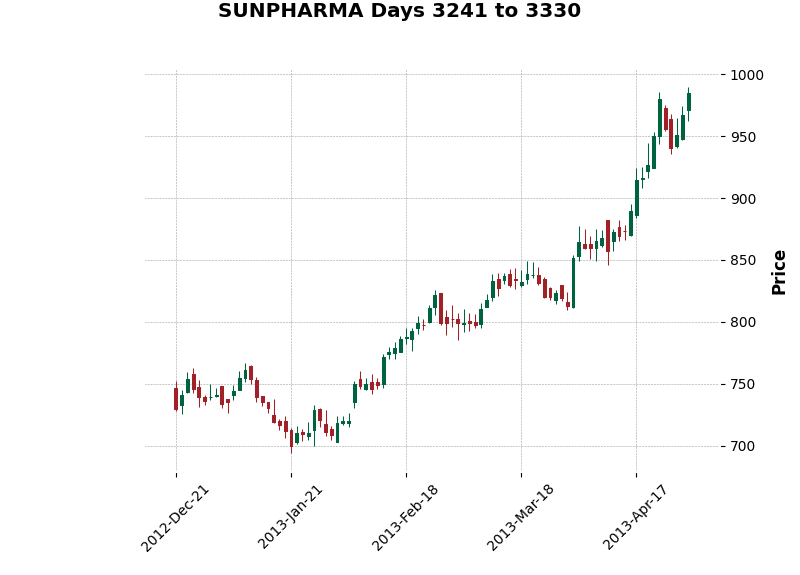 SUNPHARMA Days 3241 to 3330
1000
950
900
850
800
750
700
Price
2012-Dec-21
2013-Jan-21
2013-Feb-18
2013-Mar-18
2013-Apr-17